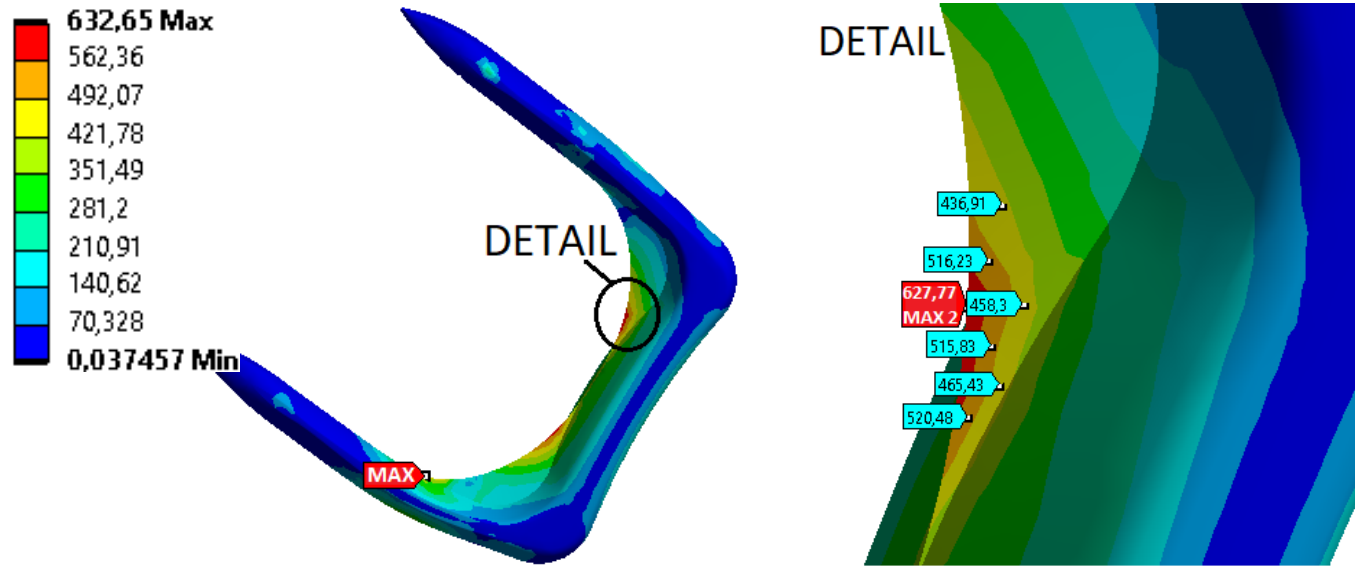 632,65 Max
562,36
492,07
421,78
351,49
281,2
210,91
140,62
70,328
0,037457 Min
DETAIL
MAX
DETAIL
436,91
516,23
627,77
MAX 2
458,3
515,83
465,43
520,48